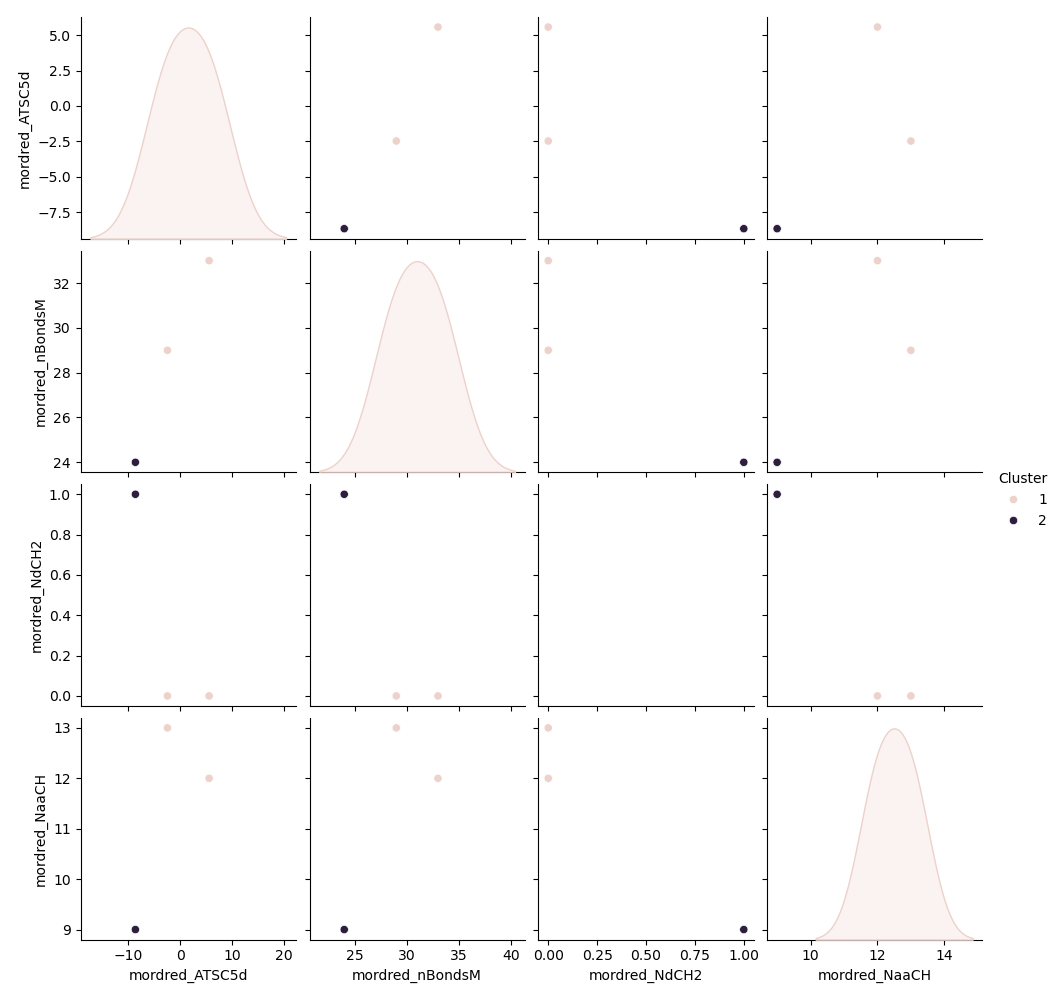 5.0
2.5
0.0
−2.5
−5.0
−7.5
mordred_ATSC5d
32
30
28
26
24
mordred_nBondsM
Cluster
1
2
1.0
0.8
0.6
0.4
0.2
0.0
mordred_NdCH2
13
12
11
10
9
mordred_NaaCH
−10 0 10 20
25 30 35 40
0.00 0.25 0.50 0.75 1.00
10 12 14
mordred_ATSC5d
mordred_nBondsM
mordred_NdCH2
mordred_NaaCH